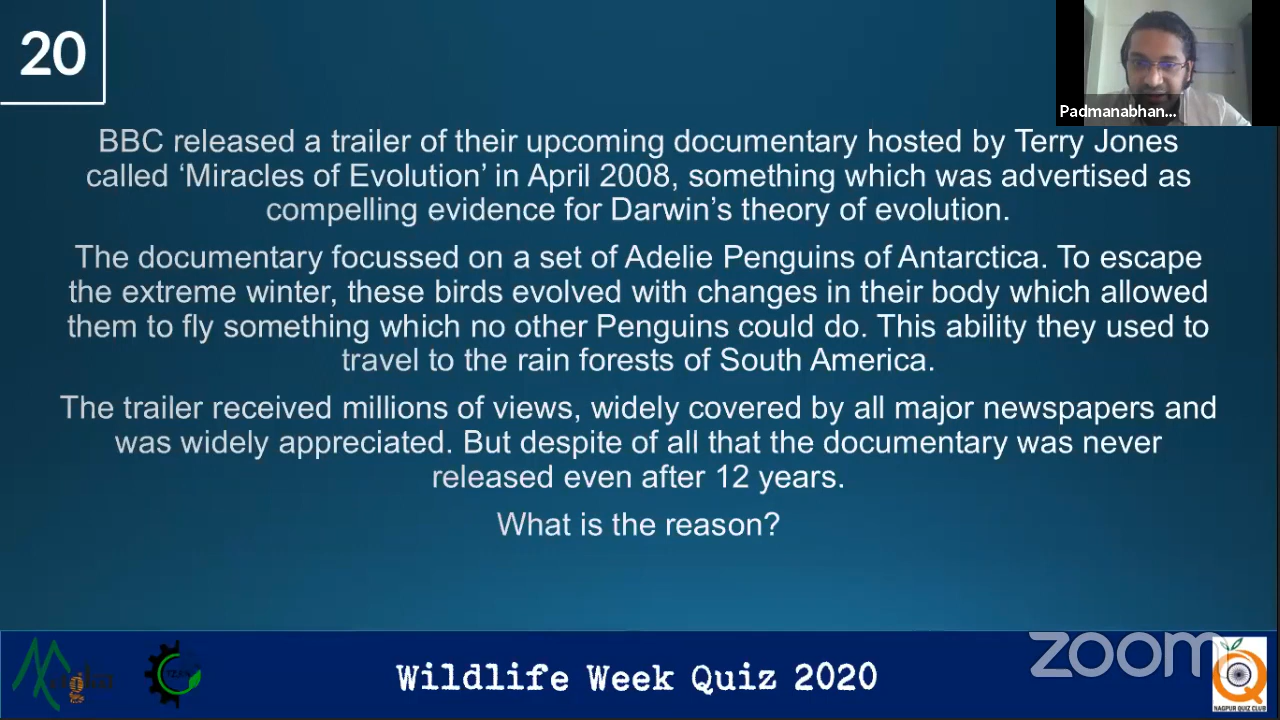 20
Padmanabhan...
BBC released a trailer of their upcoming documentary hosted by Terry Jones
called ‘Miracles of Evolution’ in April 2008, something which was advertised as
compelling evidence for Darwin’s theory of evolution.
The documentary focussed on a set of Adelie Penguins of Antarctica. To escape
the extreme winter, these birds evolved with changes in their body which allowed
them to fly something which no other Penguins could do. This ability they used to
travel to the rain forests of South America.
The trailer received millions of views, widely covered by all major newspapers and
was widely appreciated. But despite of all that the documentary was never
released even after 12 years.
What is the reason?
Wildlife Week Quiz 2020
zoom
NAGPUR QUIZ CLUB